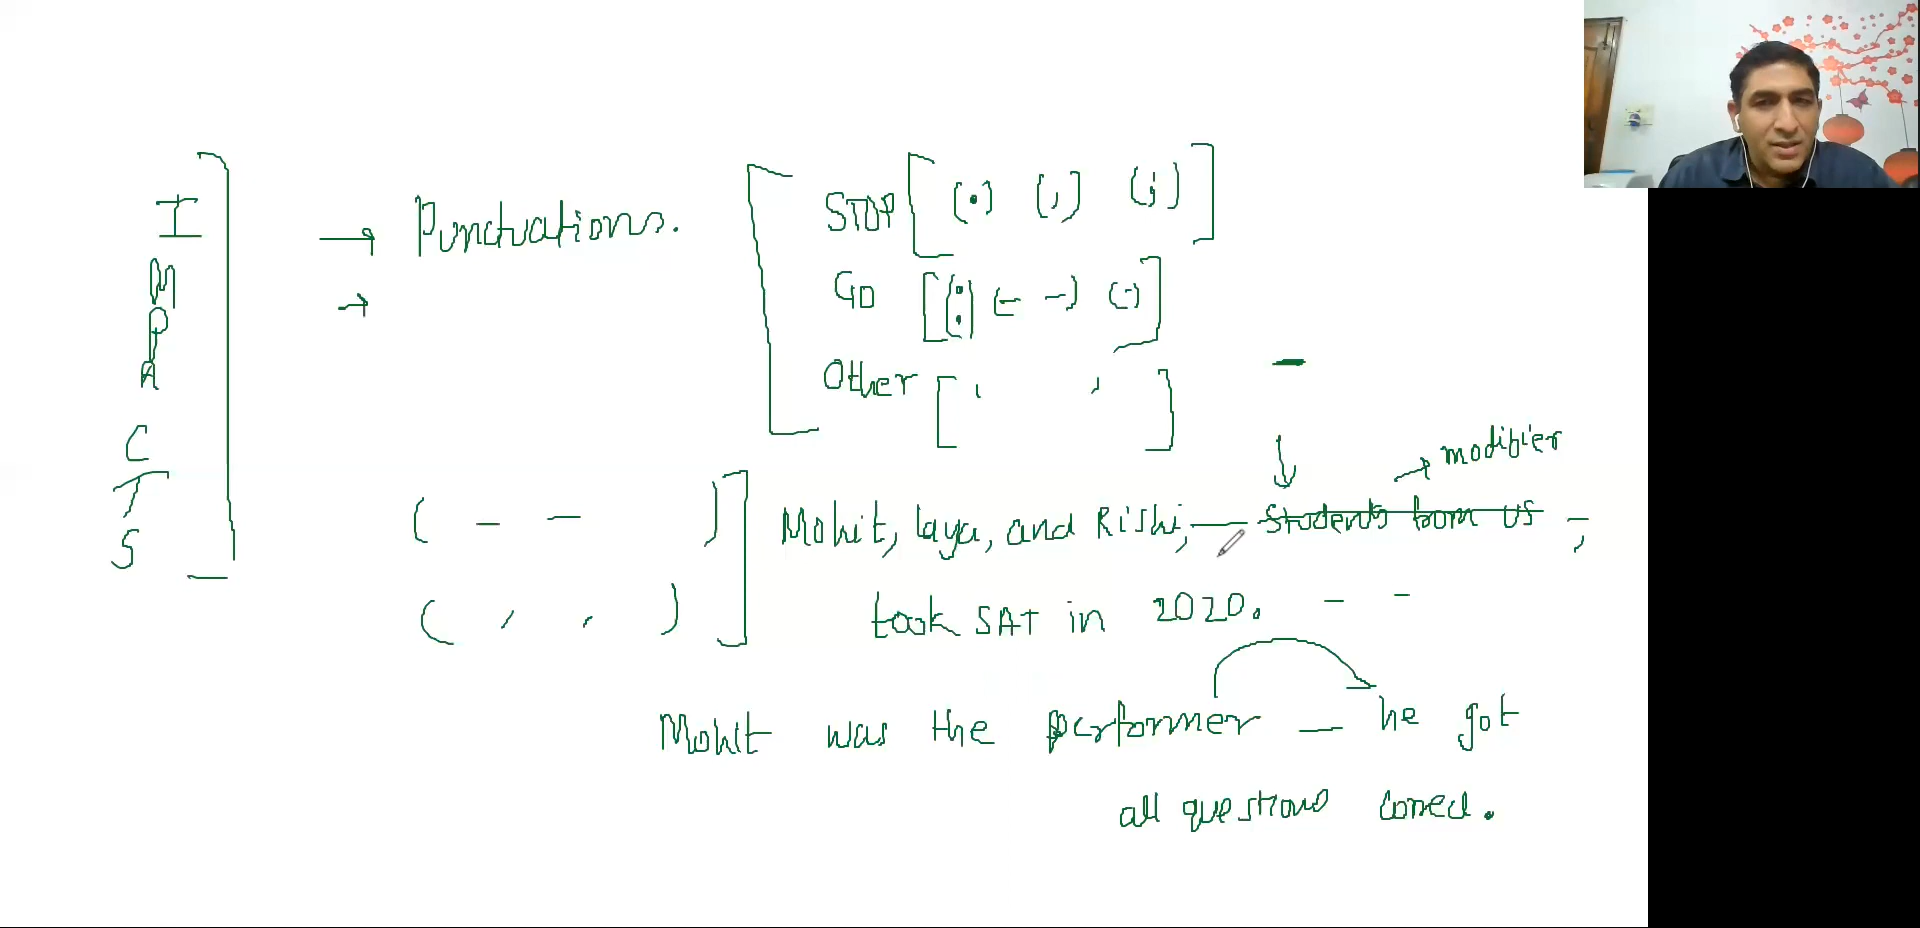 I
M
P
A
C
T
S
→ Punctuations.
→
STOP [ (.) (,) (;) ]
GO [ (:) (– –) (-) ]
Other [ ' ' ]
–
→ modifier
( – – )
( , , )
Mohit, Laya, and Rishi, — Students from US – ,
took SAT in 2020. – –
Mohit was the performer — he got
all questions correct.